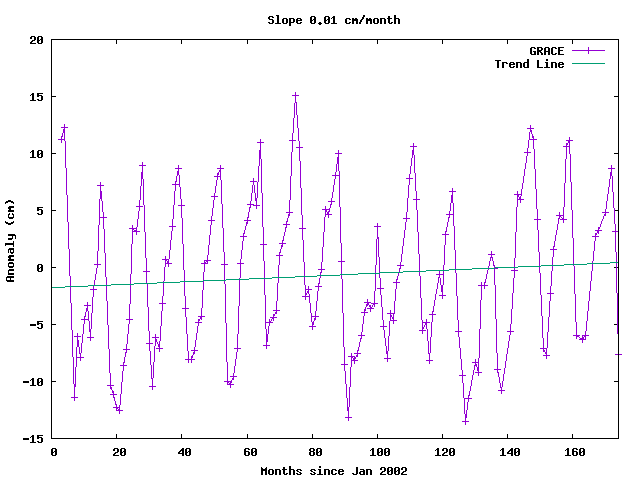 Slope 0.01 cm/month
GRACE
Trend Line
20
15
10
5
0
-5
-10
-15
Anomaly (cm)
0 20 40 60 80 100 120 140 160
Months since Jan 2002